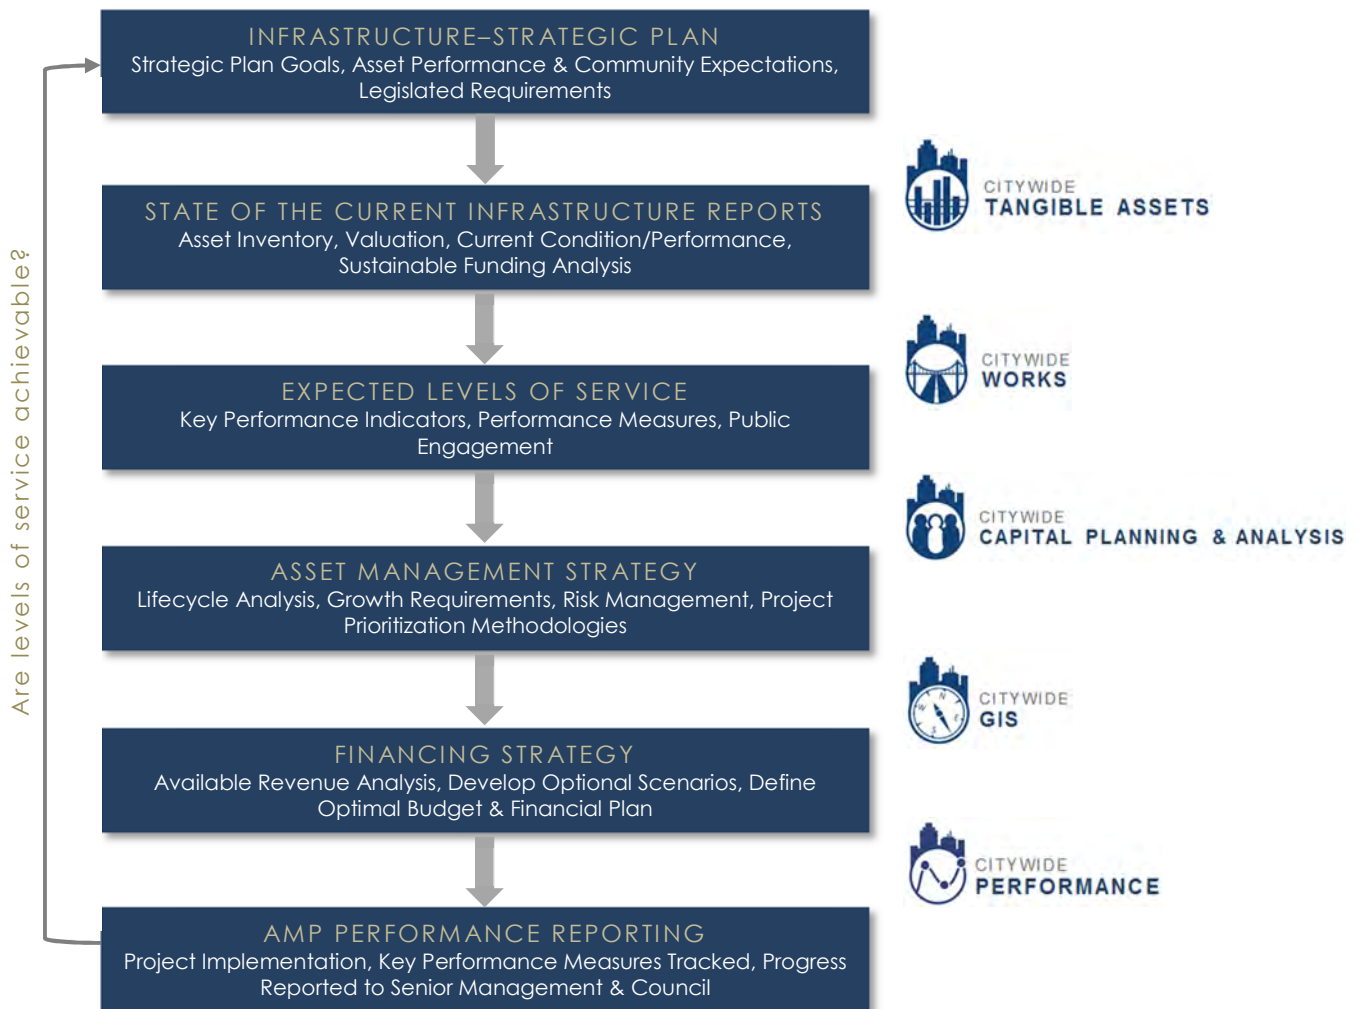 INFRASTRUCTURE–STRATEGIC PLAN
Strategic Plan Goals, Asset Performance & Community Expectations,
Legislated Requirements
STATE OF THE CURRENT INFRASTRUCTURE REPORTS
Asset Inventory, Valuation, Current Condition/Performance,
Sustainable Funding Analysis
EXPECTED LEVELS OF SERVICE
Key Performance Indicators, Performance Measures, Public
Engagement
ASSET MANAGEMENT STRATEGY
Lifecycle Analysis, Growth Requirements, Risk Management, Project
Prioritization Methodologies
FINANCING STRATEGY
Available Revenue Analysis, Develop Optional Scenarios, Define
Optimal Budget & Financial Plan
AMP PERFORMANCE REPORTING
Project Implementation, Key Performance Measures Tracked, Progress
Reported to Senior Management & Council
Are levels of service achievable?
CITYWIDE
TANGIBLE ASSETS
CITYWIDE
WORKS
CITYWIDE
CAPITAL PLANNING & ANALYSIS
N
E
S
W
CITYWIDE
GIS
CITYWIDE
PERFORMANCE